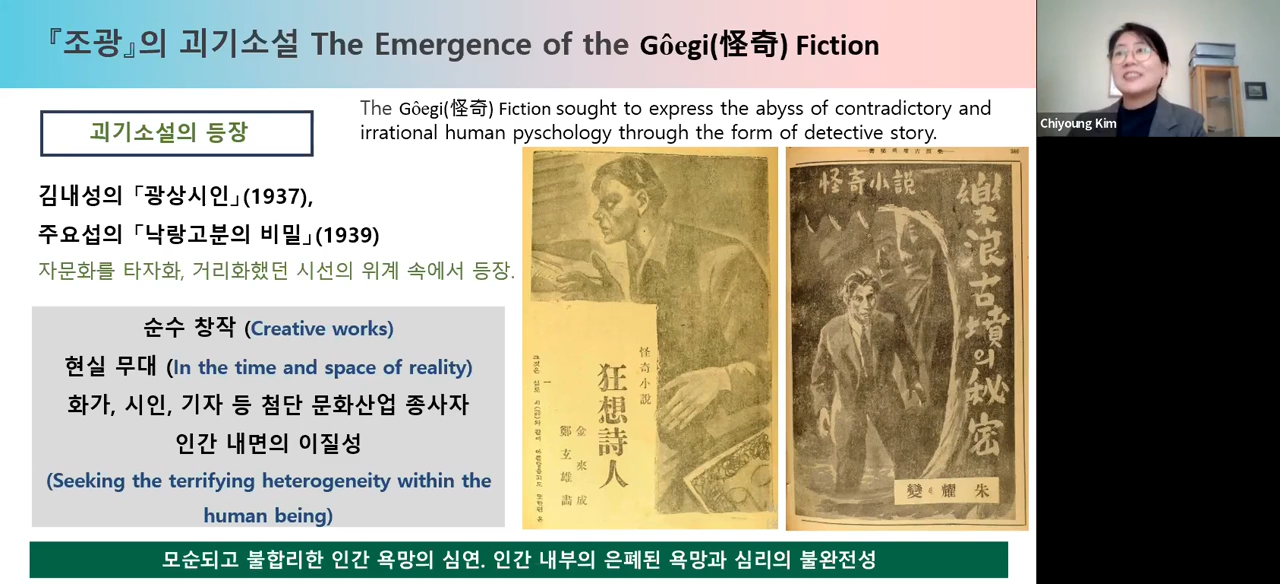 『조광』의 괴기소설 The Emergence of the Gôegi(怪奇) Fiction
Chiyoung Kim
괴기소설의 등장
The Gôegi(怪奇) Fiction sought to express the abyss of contradictory and
irrational human pyschology through the form of detective story.
김내성의 「광상시인」(1937),
주요섭의 「낙랑고분의 비밀」(1939)
자문화를 타자화, 거리화했던 시선의 위계 속에서 등장.
순수 창작 (Creative works)
현실 무대 (In the time and space of reality)
화가, 시인, 기자 등 첨단 문화산업 종사자
인간 내면의 이질성
(Seeking the terrifying heterogeneity within the
human being)
怪奇小說
狂想詩人
金來成
鄭玄雄畵
怪奇小說
樂浪古墳의秘密
朱耀燮
모순되고 불합리한 인간 욕망의 심연. 인간 내부의 은폐된 욕망과 심리의 불완전성